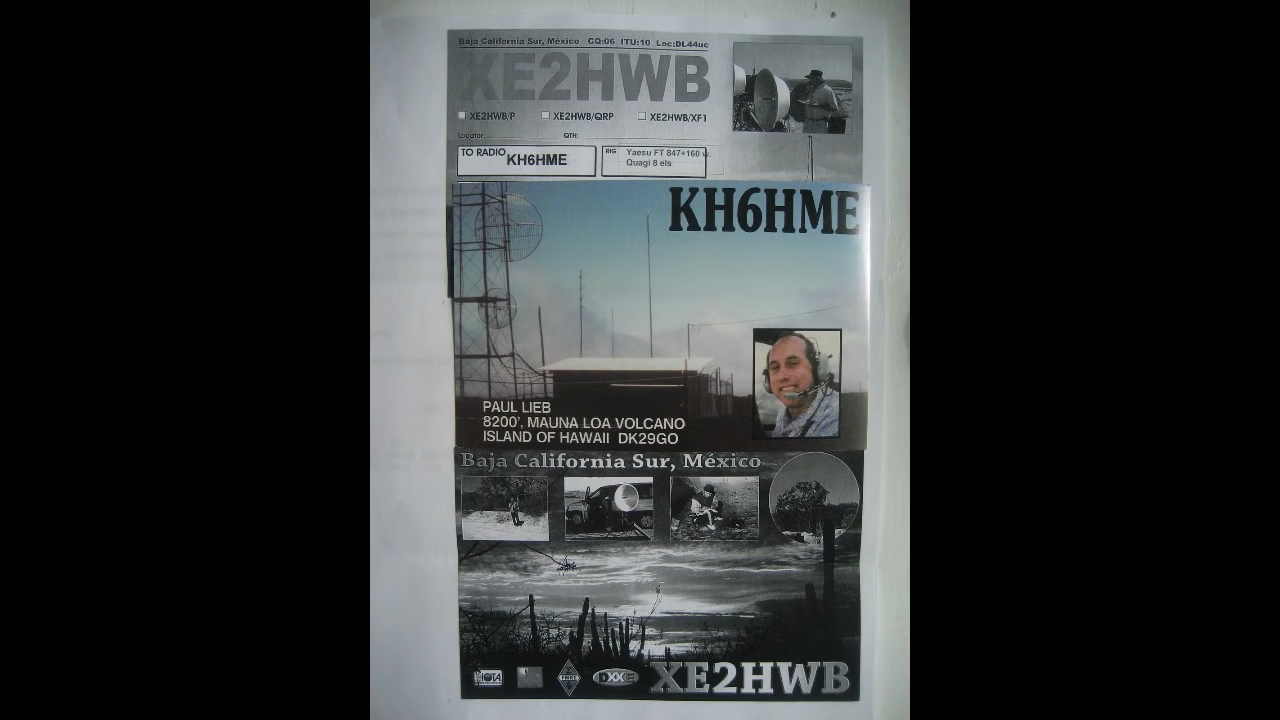 Baja California Sur, México CQ:06 ITU:10 Loc:DL44uc
XE2HWB
XE2HWB/P XE2HWB/QRP XE2HWB/XF1
Locator: QTH:
TO RADIO KH6HME
RIG Yaesu FT 847+160 w.
Quagi 8 els
KH6HME
PAUL LIEB
8200', MAUNA LOA VOLCANO
ISLAND OF HAWAII DK29GO
Baja California Sur, México
IOTA DXXE XE2HWB